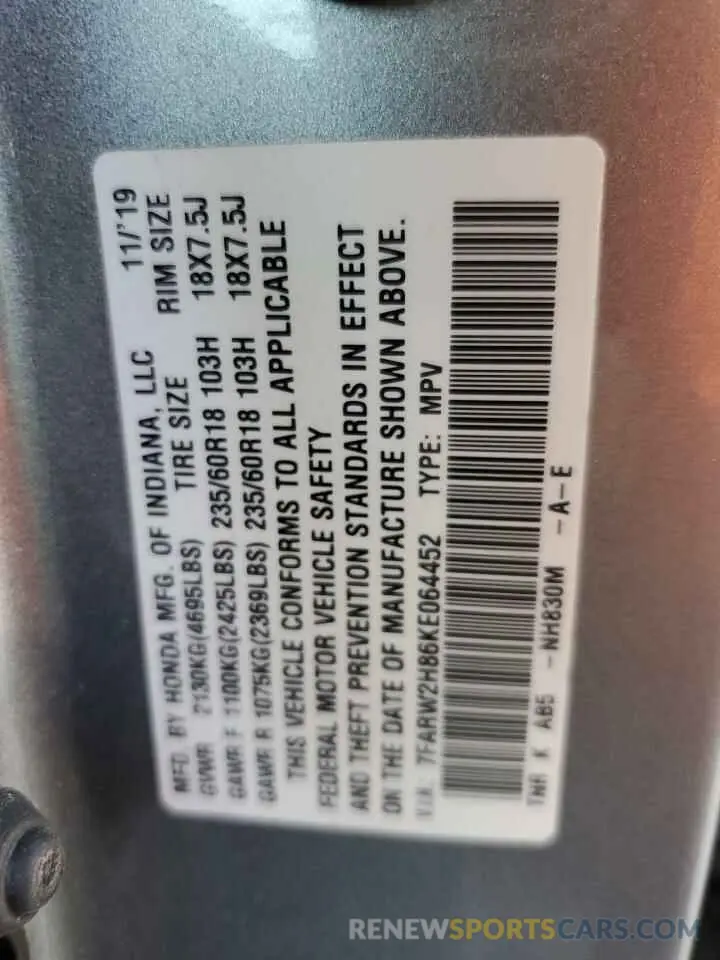 MFD. BY HONDA MFG. OF INDIANA, LLC 11/'19
GVWR 2130KG(4695LBS) TIRE SIZE RIM SIZE
GAWR F 1100KG(2425LBS) 235/60R18 103H 18X7.5J
GAWR R 1075KG(2369LBS) 235/60R18 103H 18X7.5J
THIS VEHICLE CONFORMS TO ALL APPLICABLE
FEDERAL MOTOR VEHICLE SAFETY
AND THEFT PREVENTION STANDARDS IN EFFECT
ON THE DATE OF MANUFACTURE SHOWN ABOVE.
V.I.N.: 7FARW2H86KE064452 TYPE: MPV
TWR K AB5 -NH830M -A-E
RENEWSPORTSCARS.COM